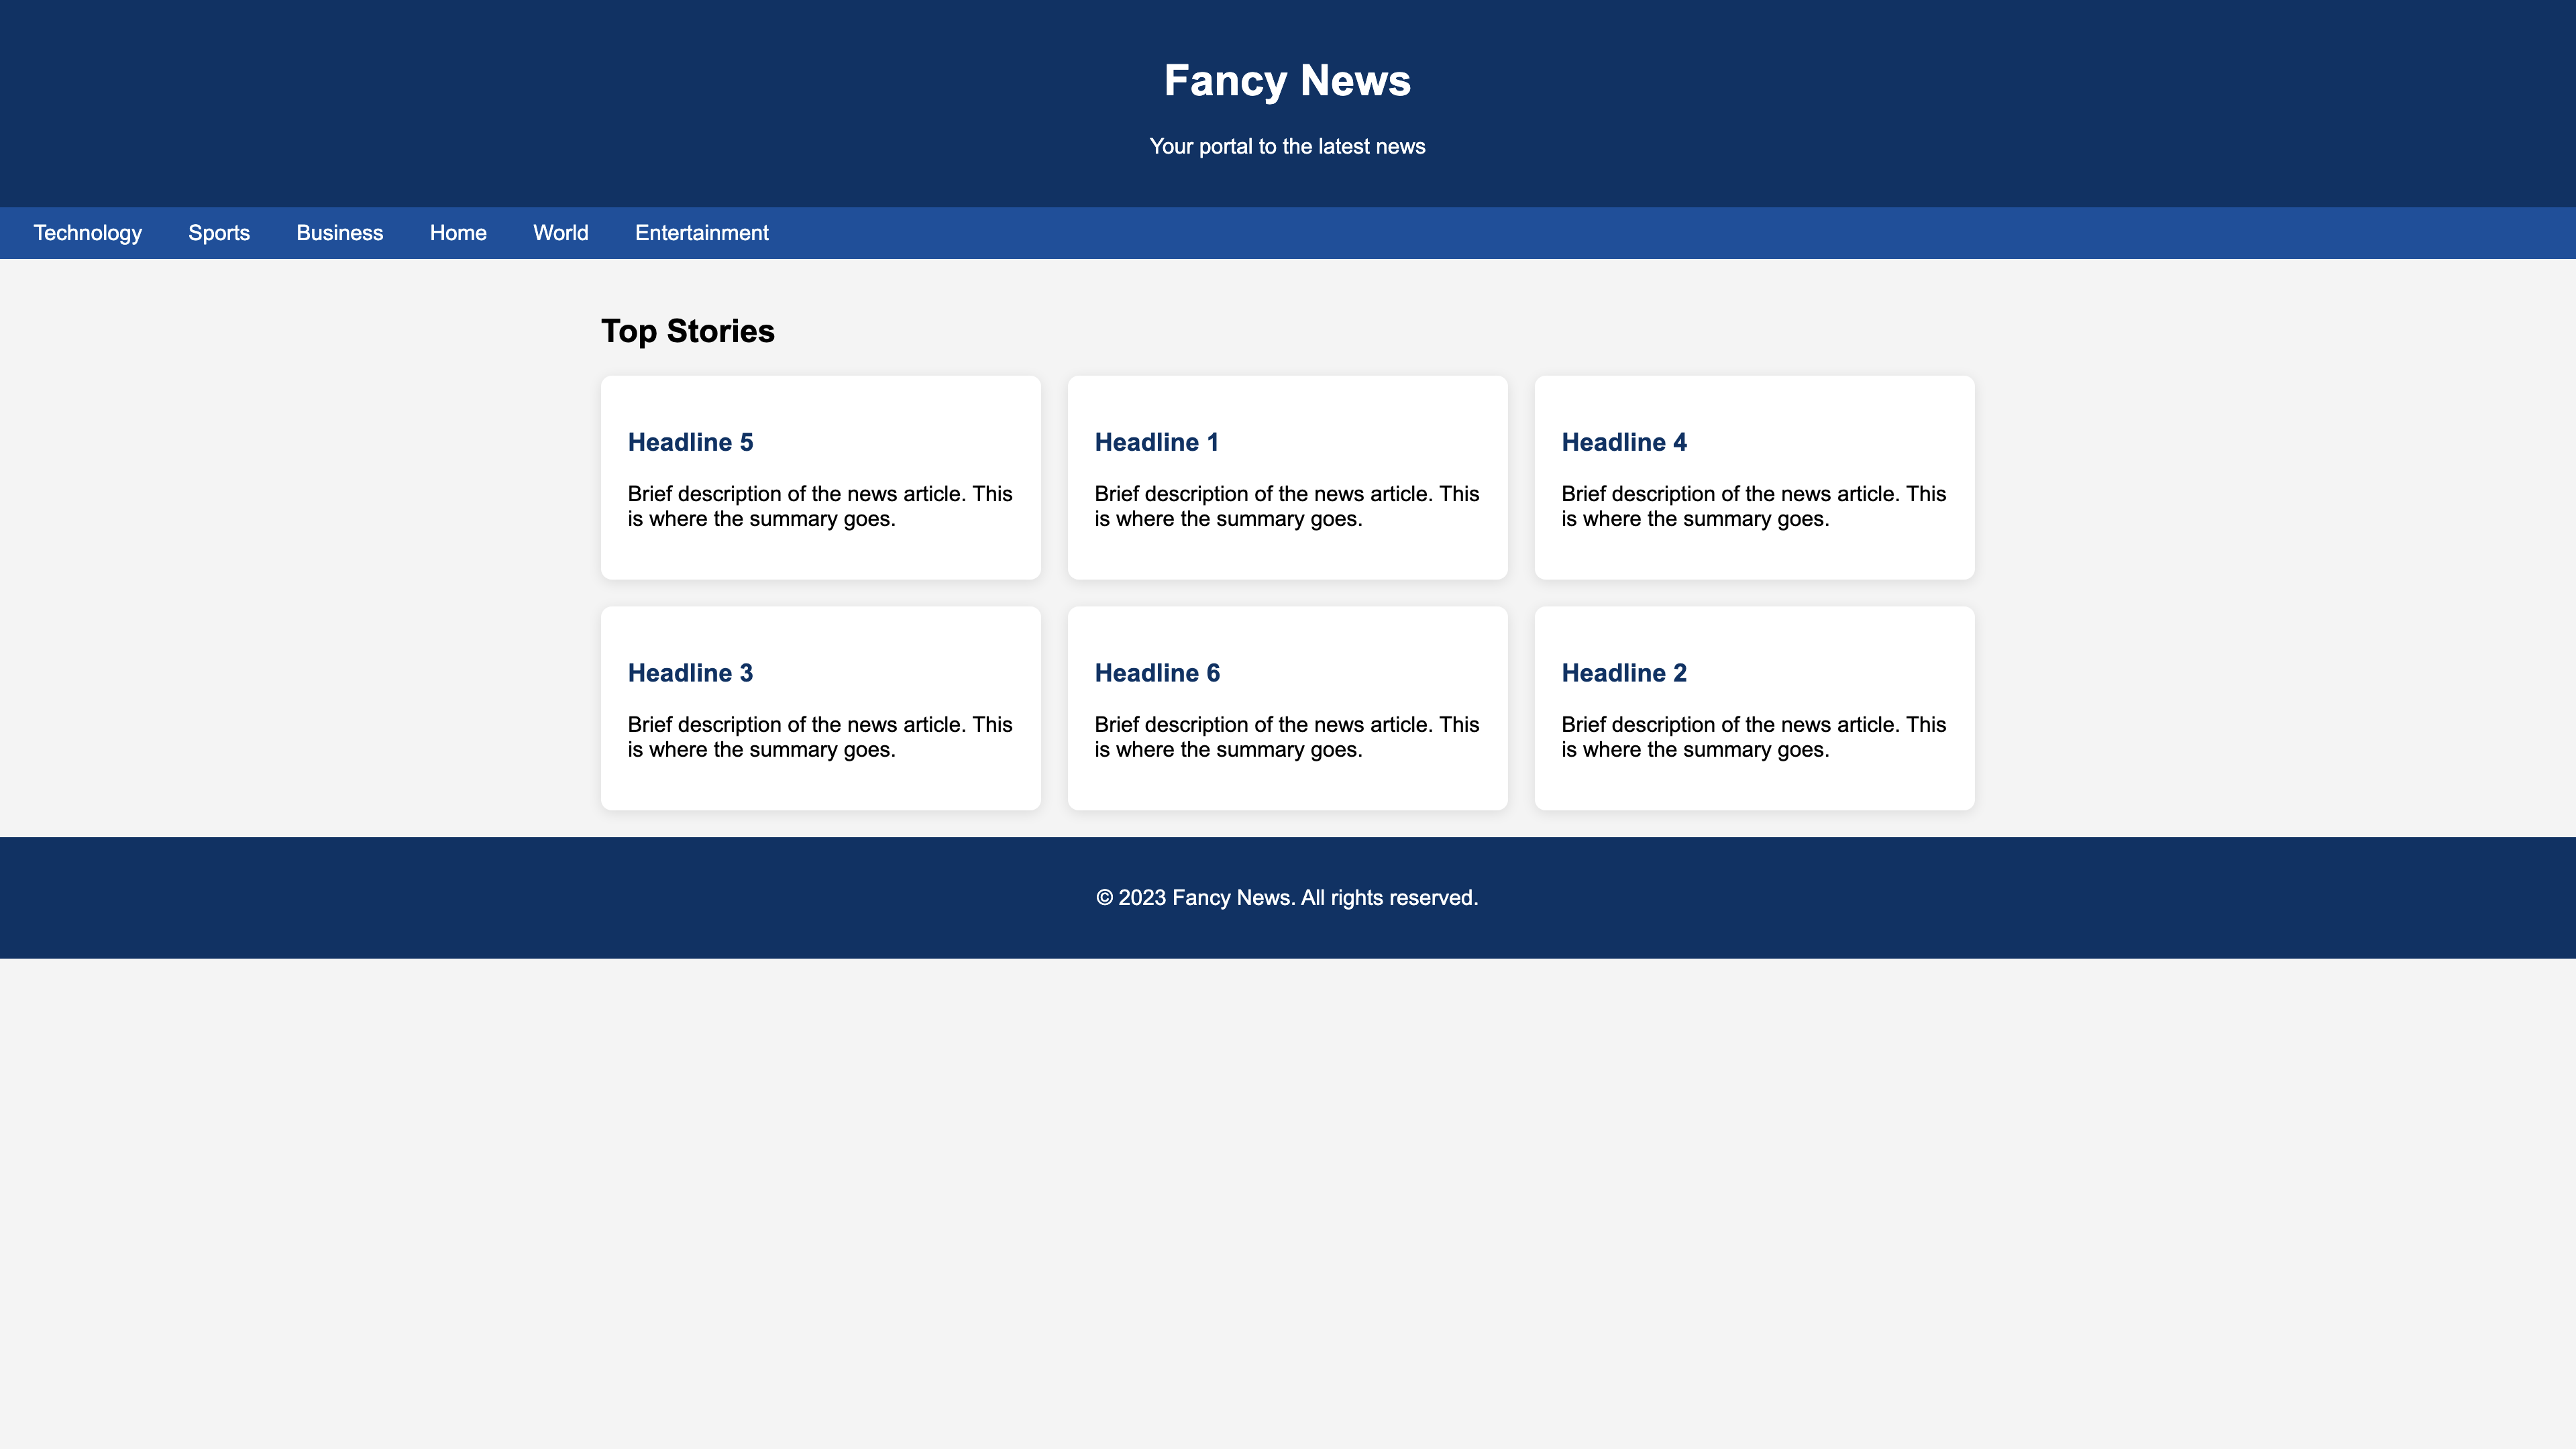 Fancy News
Your portal to the latest news
Technology Sports Business Home World Entertainment
Top Stories
Headline 5
Brief description of the news article. This
is where the summary goes.
Headline 1
Brief description of the news article. This
is where the summary goes.
Headline 4
Brief description of the news article. This
is where the summary goes.
Headline 3
Brief description of the news article. This
is where the summary goes.
Headline 6
Brief description of the news article. This
is where the summary goes.
Headline 2
Brief description of the news article. This
is where the summary goes.
© 2023 Fancy News. All rights reserved.